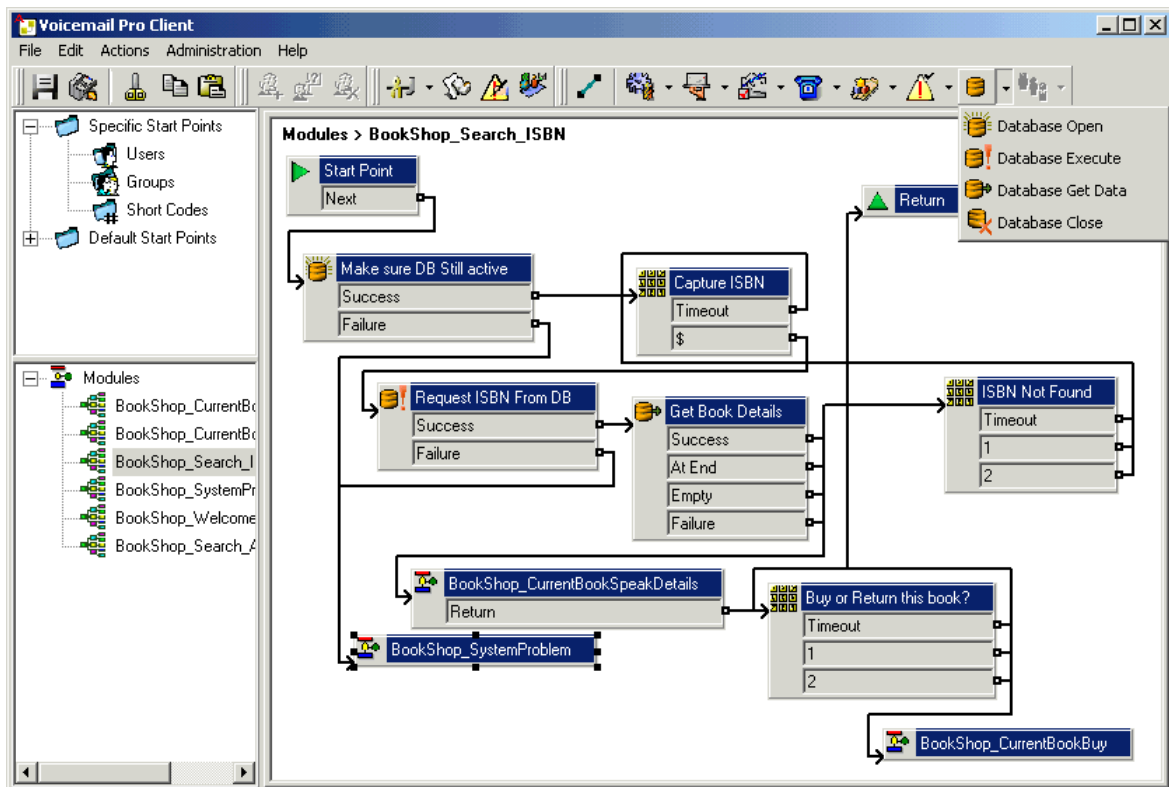 Voicemail Pro Client
File Edit Actions Administration Help
Specific Start Points
Users
Groups
Short Codes
Default Start Points
Modules
BookShop_CurrentBo
BookShop_CurrentBo
BookShop_Search_I
BookShop_SystemPr
BookShop_Welcome
BookShop_Search_A
Modules > BookShop_Search_ISBN
Database Open
Database Execute
Database Get Data
Database Close
Start Point
Next
Return
Make sure DB Still active
Success
Failure
Capture ISBN
Timeout
$
Request ISBN From DB
Success
Failure
Get Book Details
Success
At End
Empty
Failure
ISBN Not Found
Timeout
1
2
BookShop_CurrentBookSpeakDetails
Return
BookShop_SystemProblem
Buy or Return this book?
Timeout
1
2
BookShop_CurrentBookBuy